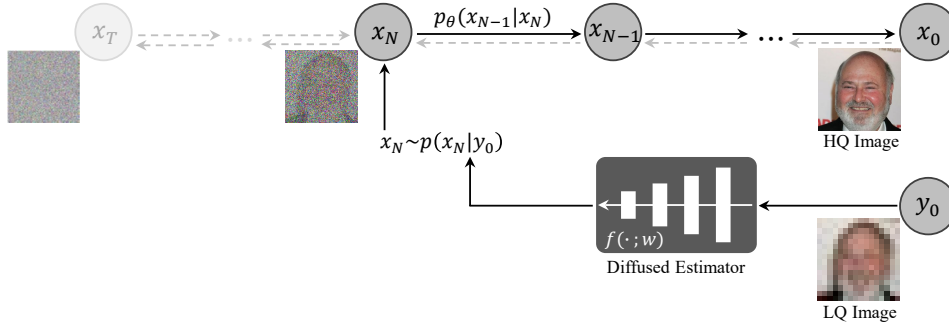 x_T
...
x_N
p_θ(x_{N−1}|x_N)
x_{N−1}
...
x_0
HQ Image
x_N~p(x_N|y_0)
f(·;w)
Diffused Estimator
y_0
LQ Image